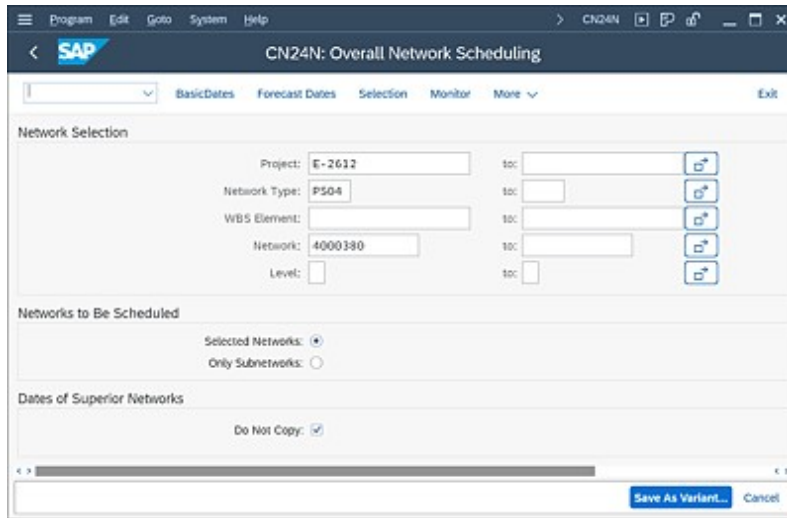 Program Edit Goto System Help CN24N
SAP CN24N: Overall Network Scheduling
BasicDates Forecast Dates Selection Monitor More Exit
Network Selection
Project: E-2612 to:
Network Type: PS04 to:
WBS Element: to:
Network: 4000380 to:
Level: to:
Networks to Be Scheduled
Selected Networks:
Only Subnetworks:
Dates of Superior Networks
Do Not Copy:
Save As Variant... Cancel